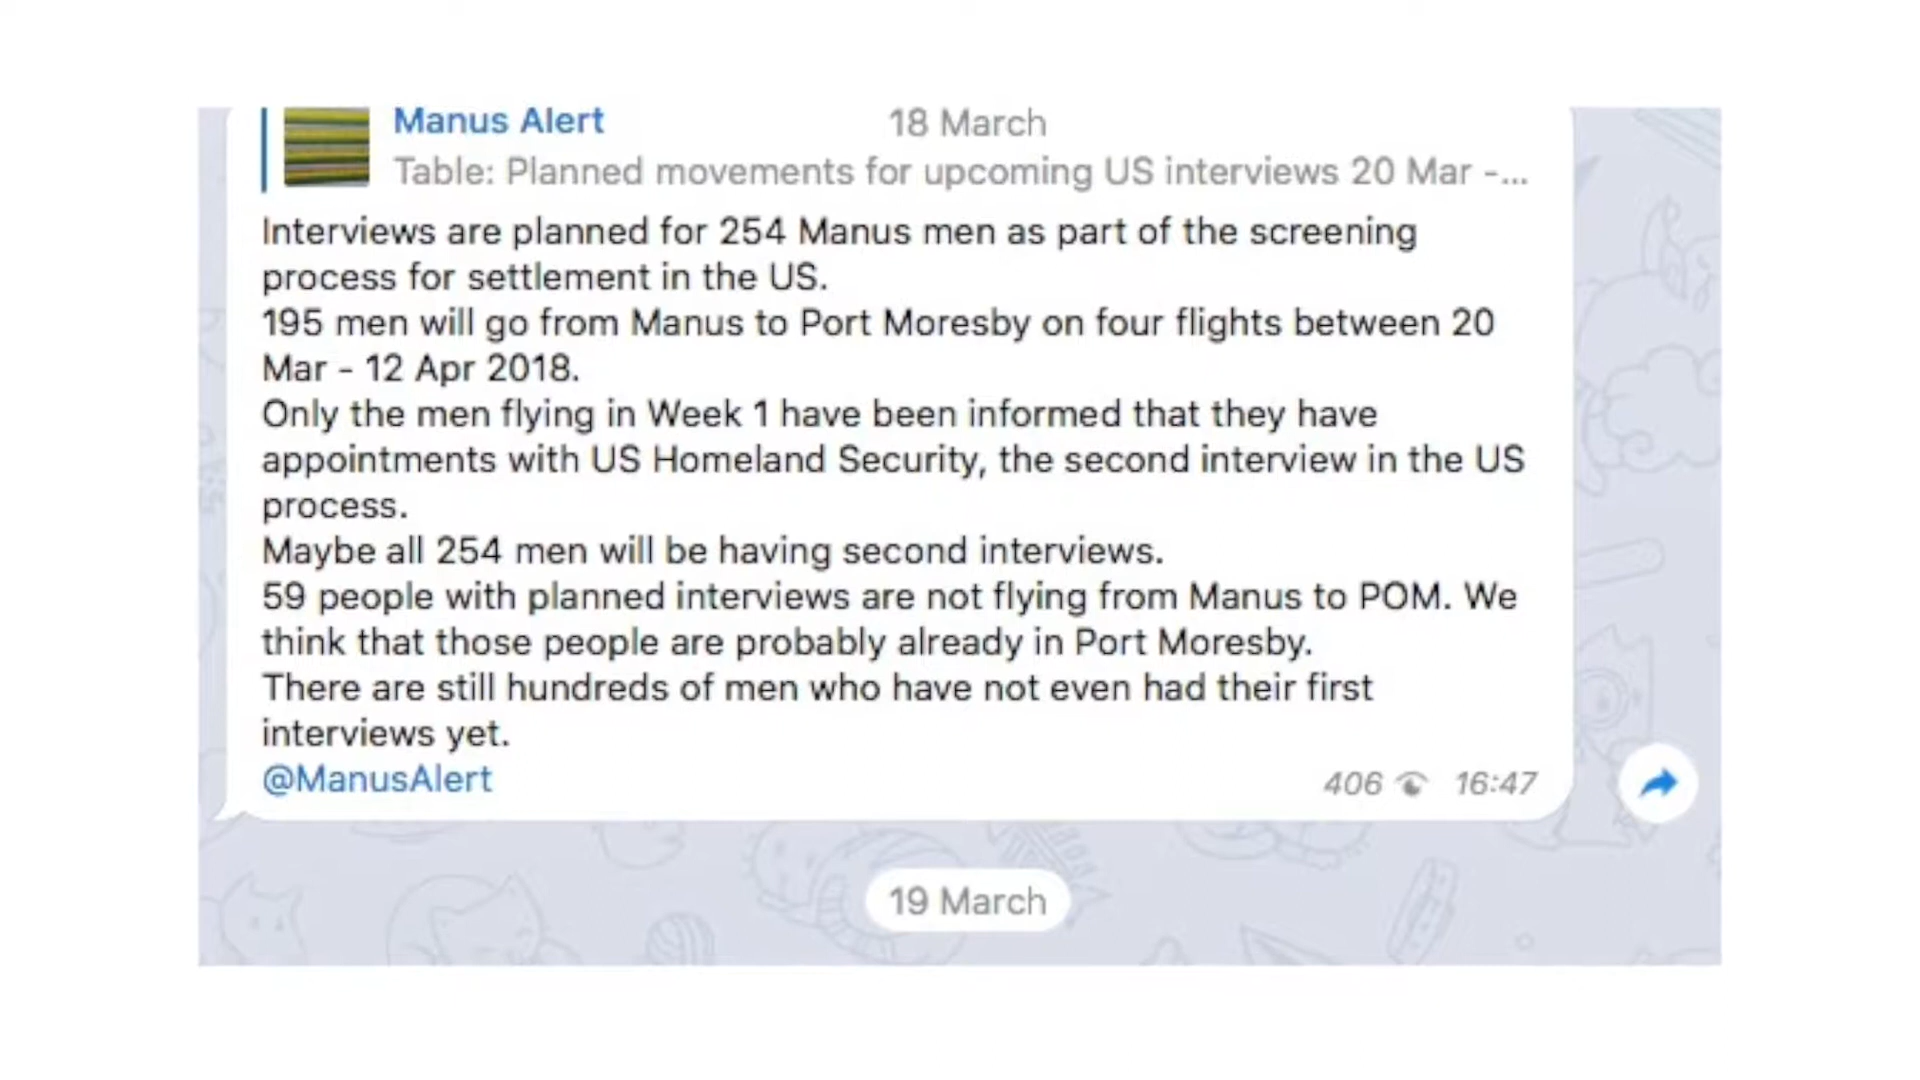 Manus Alert
18 March
Table: Planned movements for upcoming US interviews 20 Mar -...
Interviews are planned for 254 Manus men as part of the screening
process for settlement in the US.
195 men will go from Manus to Port Moresby on four flights between 20
Mar - 12 Apr 2018.
Only the men flying in Week 1 have been informed that they have
appointments with US Homeland Security, the second interview in the US
process.
Maybe all 254 men will be having second interviews.
59 people with planned interviews are not flying from Manus to POM. We
think that those people are probably already in Port Moresby.
There are still hundreds of men who have not even had their first
interviews yet.
@ManusAlert
406 16:47
19 March